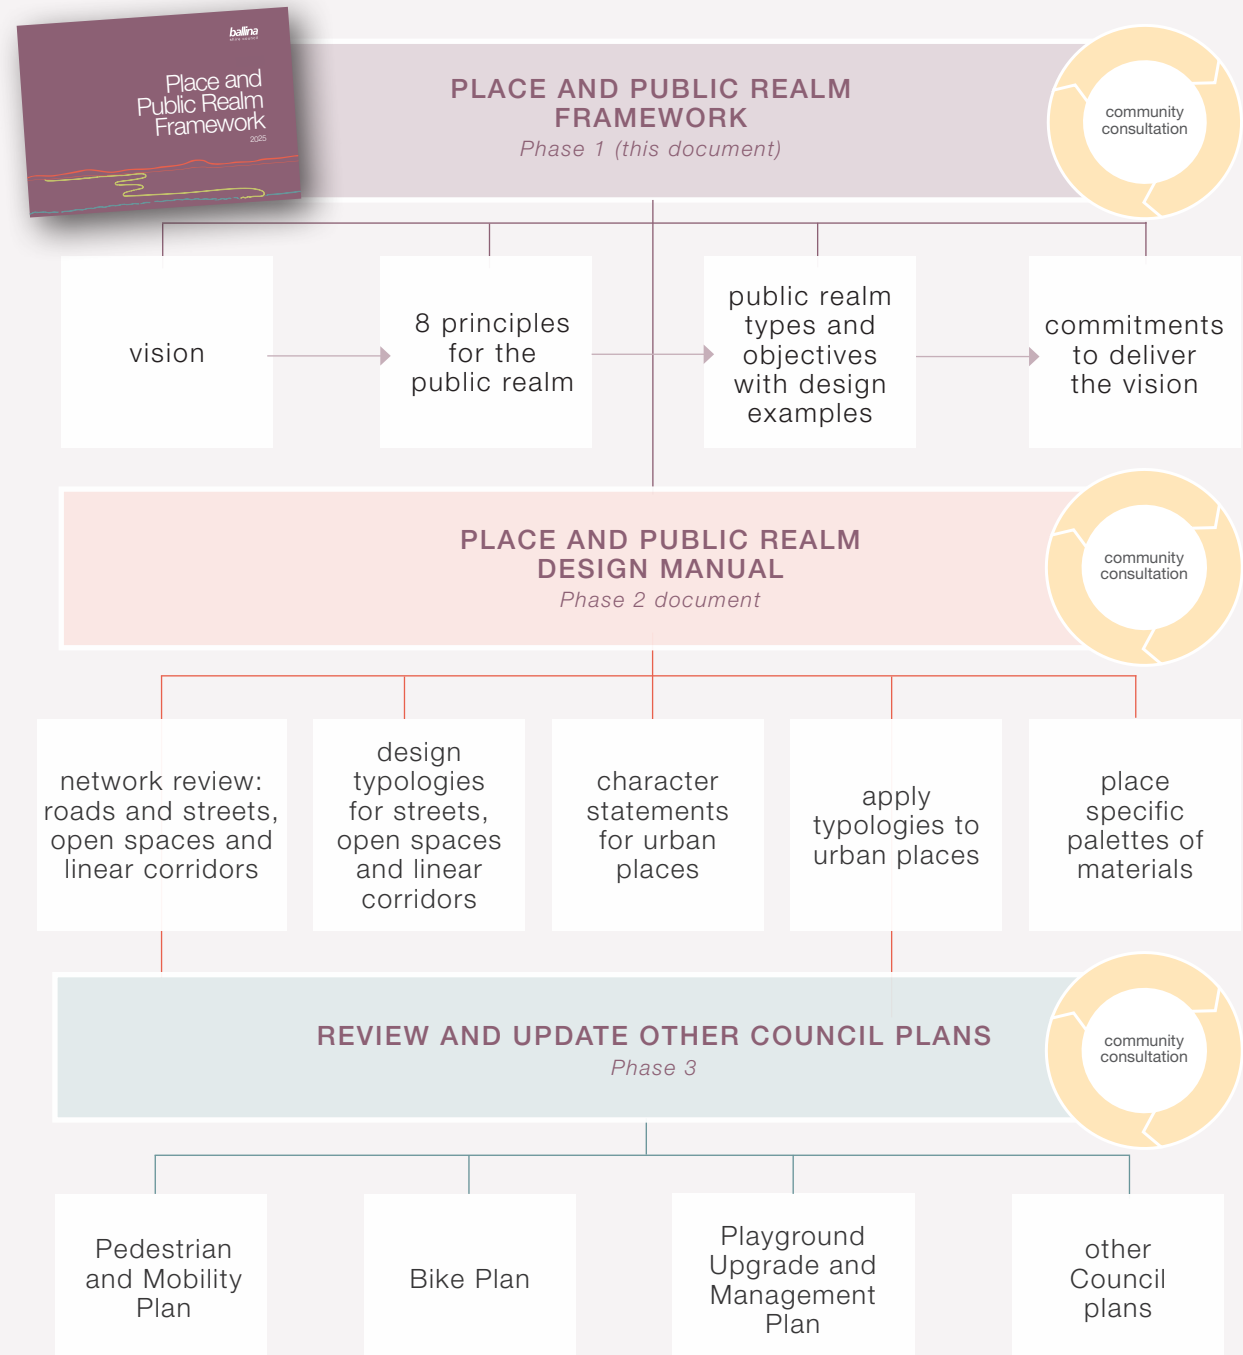 ballina
shire council
Place and
Public Realm
Framework
2025
PLACE AND PUBLIC REALM
FRAMEWORK
Phase 1 (this document)
community
consultation
vision
8 principles
for the
public realm
public realm
types and
objectives
with design
examples
commitments
to deliver
the vision
PLACE AND PUBLIC REALM
DESIGN MANUAL
Phase 2 document
community
consultation
network review:
roads and streets,
open spaces and
linear corridors
design
typologies
for streets,
open spaces
and linear
corridors
character
statements
for urban
places
apply
typologies to
urban places
place
specific
palettes of
materials
REVIEW AND UPDATE OTHER COUNCIL PLANS
Phase 3
community
consultation
Pedestrian
and Mobility
Plan
Bike Plan
Playground
Upgrade and
Management
Plan
other
Council
plans